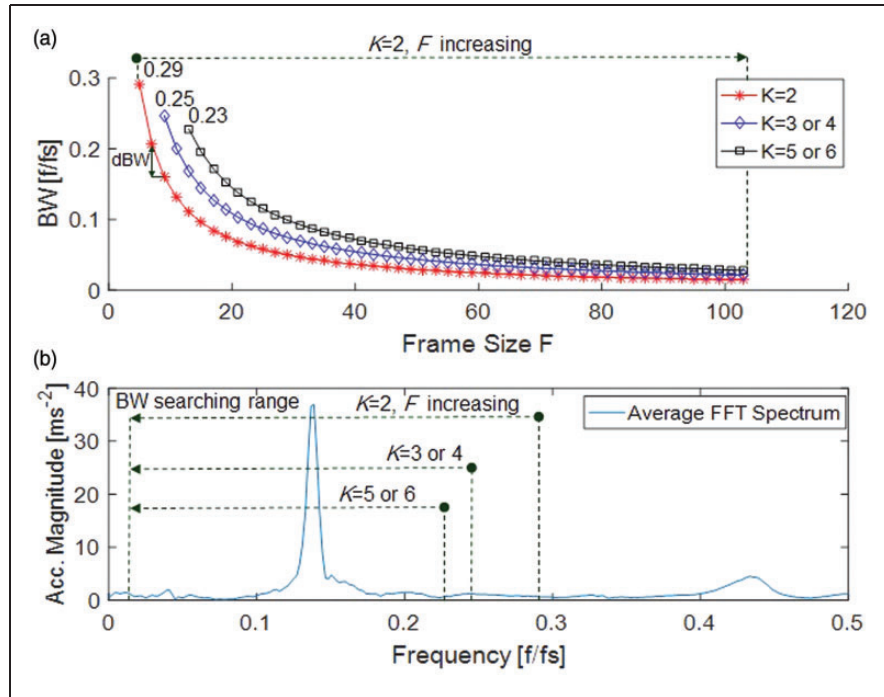 (a)
K=2, F increasing
0.29
0.25
0.23
dBW
K=2
K=3 or 4
K=5 or 6
BW [f/fs]
0.3
0.2
0.1
0
0 20 40 60 80 100 120
Frame Size F
(b)
BW searching range
K=2, F increasing
K=3 or 4
K=5 or 6
Average FFT Spectrum
Acc. Magnitude [ms⁻²]
40
30
20
10
0
0 0.1 0.2 0.3 0.4 0.5
Frequency [f/fs]